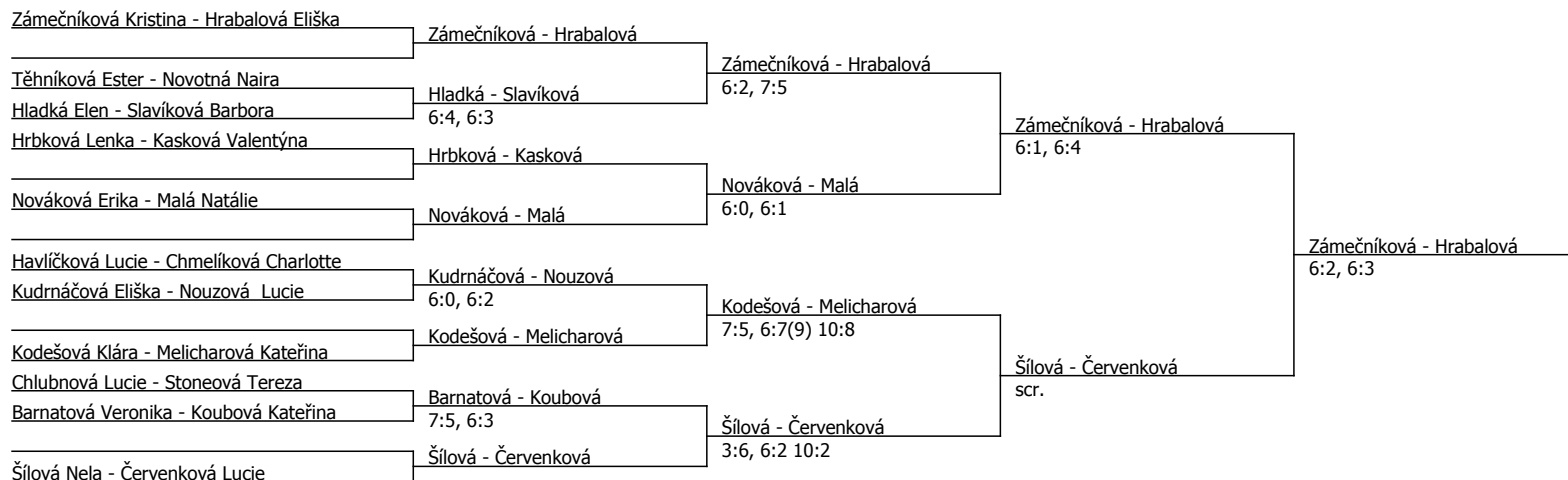 Zámečníková Kristina - Hrabalová Eliška
Těhníková Ester - Novotná Naira
Hladká Elen - Slavíková Barbora
Hrbková Lenka - Kasková Valentýna
Nováková Erika - Malá Natálie
Havlíčková Lucie - Chmelíková Charlotte
Kudrnáčová Eliška - Nouzová  Lucie
Kodešová Klára - Melicharová Kateřina
Chlubnová Lucie - Stoneová Tereza
Barnatová Veronika - Koubová Kateřina
Šílová Nela - Červenková Lucie
Zámečníková - Hrabalová
Hladká - Slavíková
6:4, 6:3
Hrbková - Kasková
Nováková - Malá
Kudrnáčová - Nouzová
6:0, 6:2
Kodešová - Melicharová
Barnatová - Koubová
7:5, 6:3
Šílová - Červenková
Zámečníková - Hrabalová
6:2, 7:5
Nováková - Malá
6:0, 6:1
Kodešová - Melicharová
7:5, 6:7(9) 10:8
Šílová - Červenková
3:6, 6:2 10:2
Zámečníková - Hrabalová
6:1, 6:4
Šílová - Červenková
scr.
Zámečníková - Hrabalová
6:2, 6:3